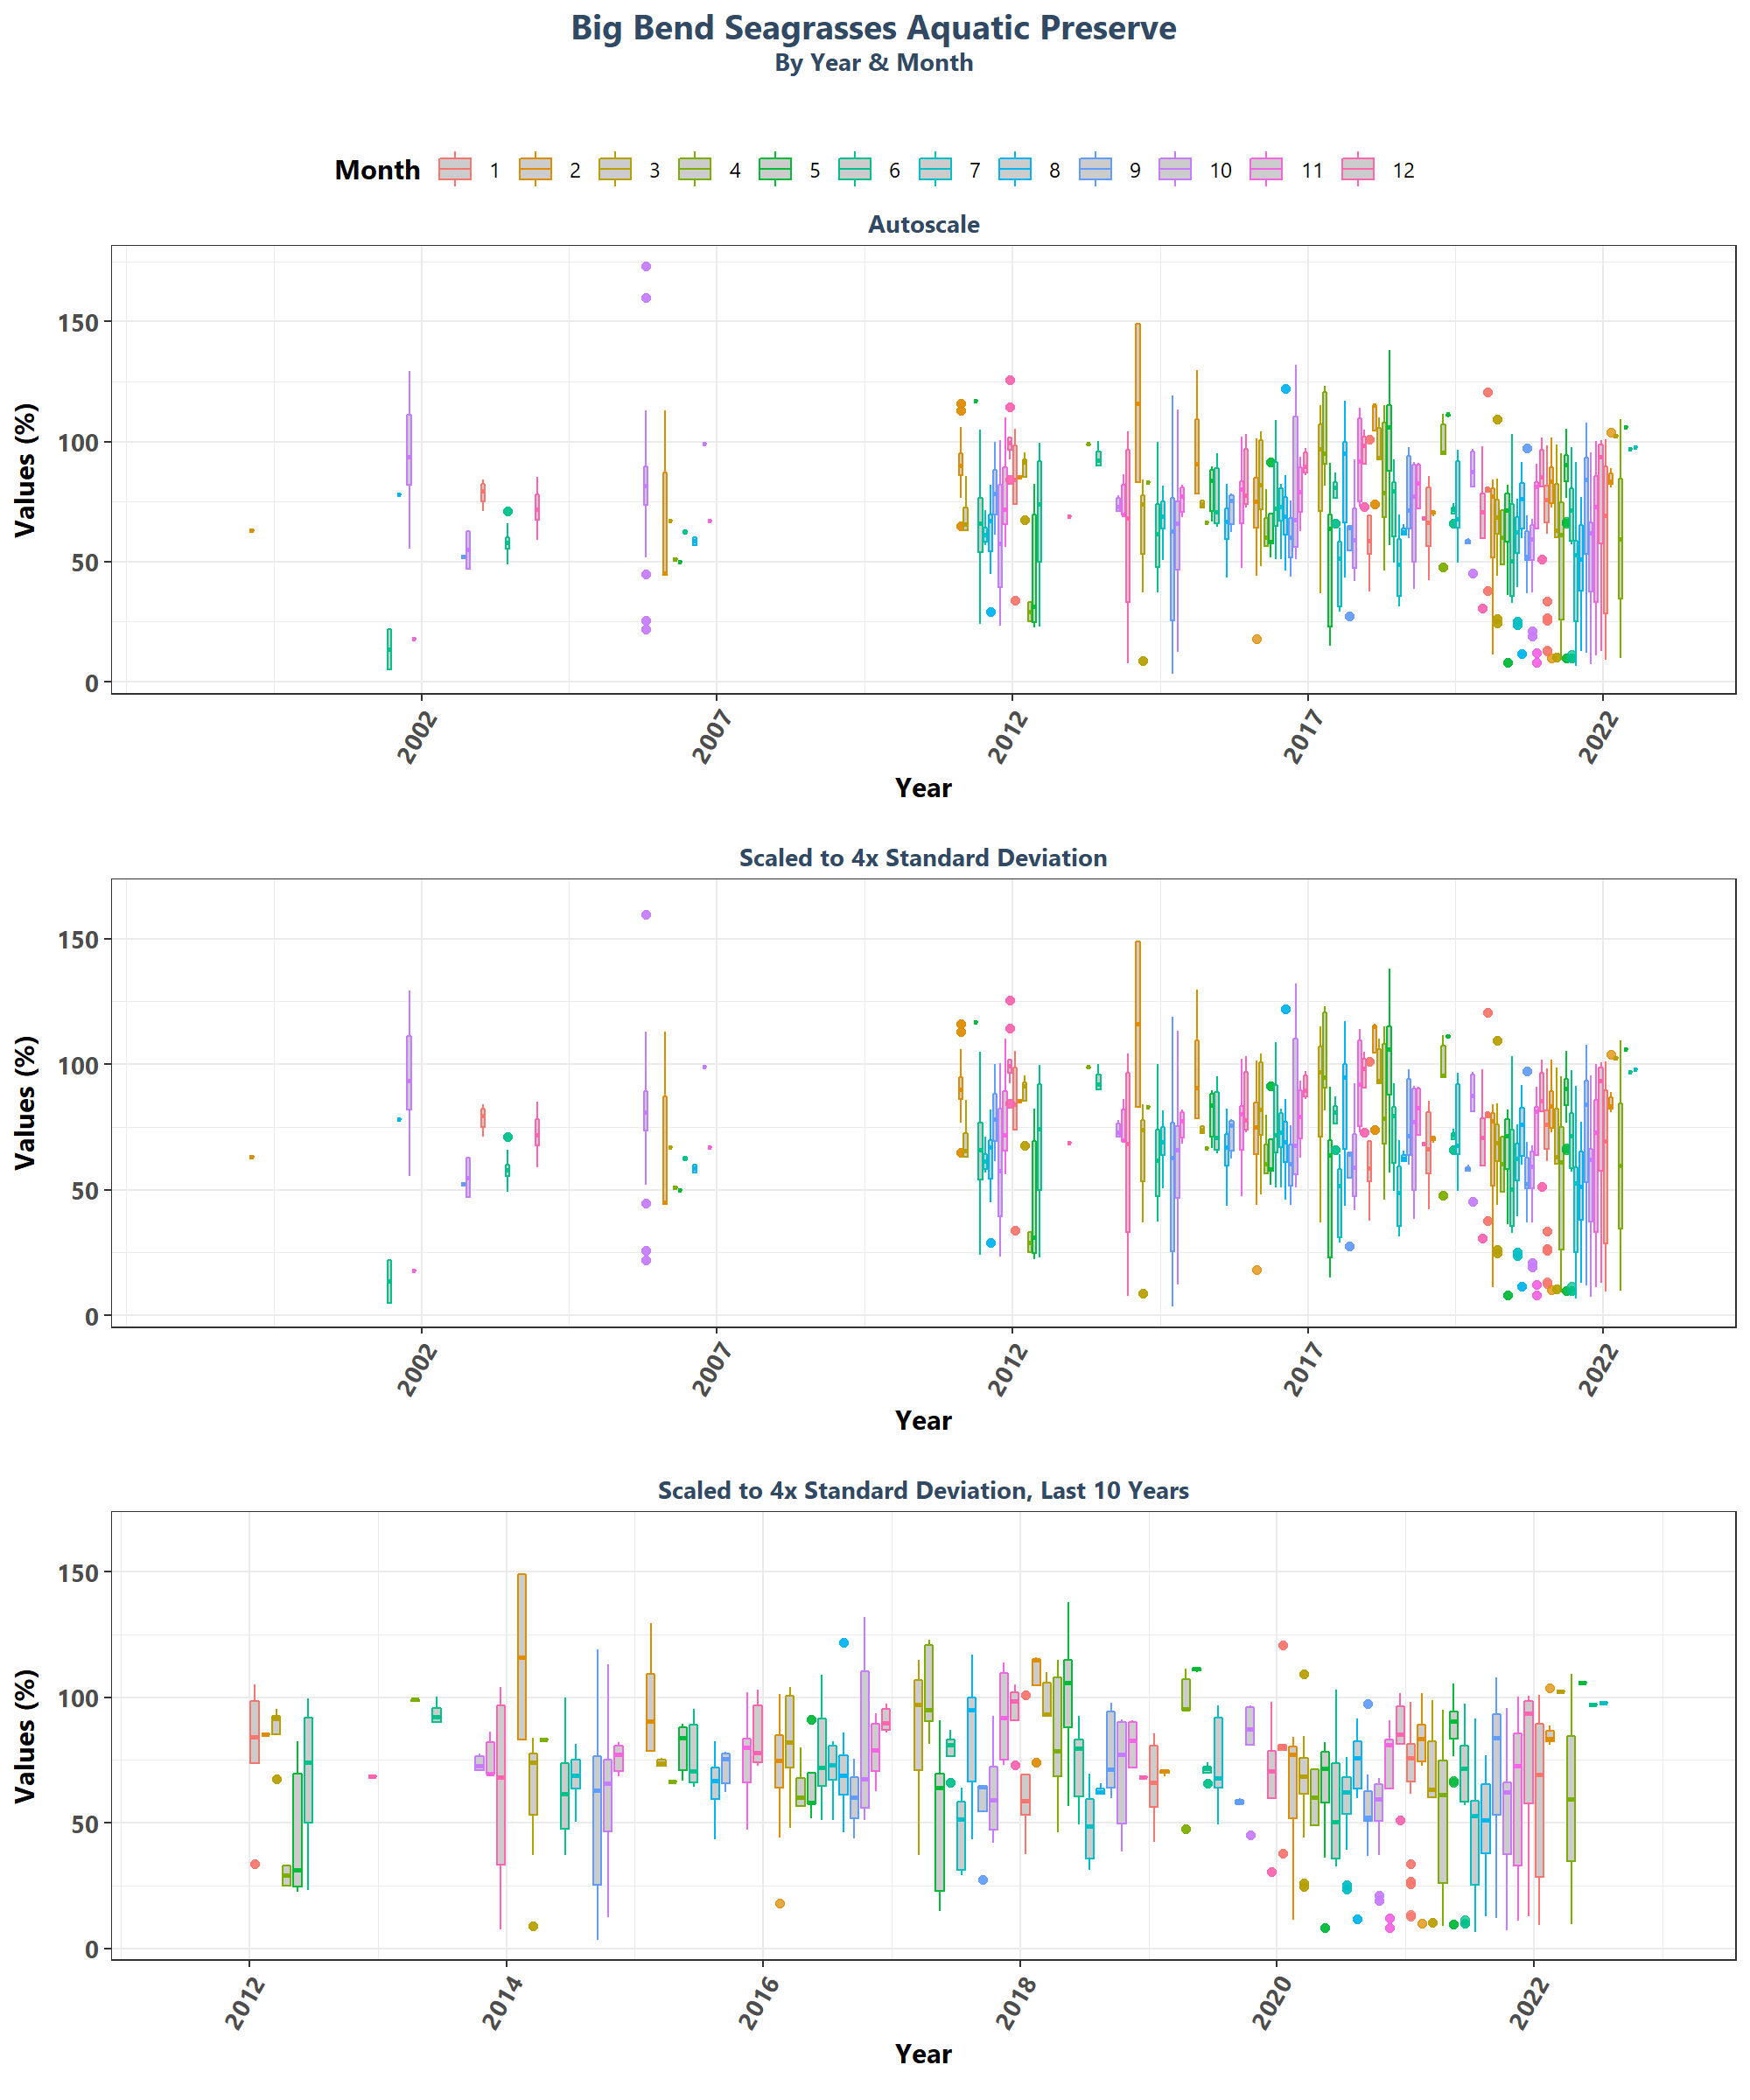 Big Bend Seagrasses Aquatic Preserve
By Year & Month
Month 1 2 3 4 5 6 7 8 9 10 11 12
Autoscale
Values (%)
150
100
50
0
2002 2007 2012 2017 2022
Year
Scaled to 4x Standard Deviation
Values (%)
150
100
50
0
2002 2007 2012 2017 2022
Year
Scaled to 4x Standard Deviation, Last 10 Years
Values (%)
150
100
50
0
2012 2014 2016 2018 2020 2022
Year